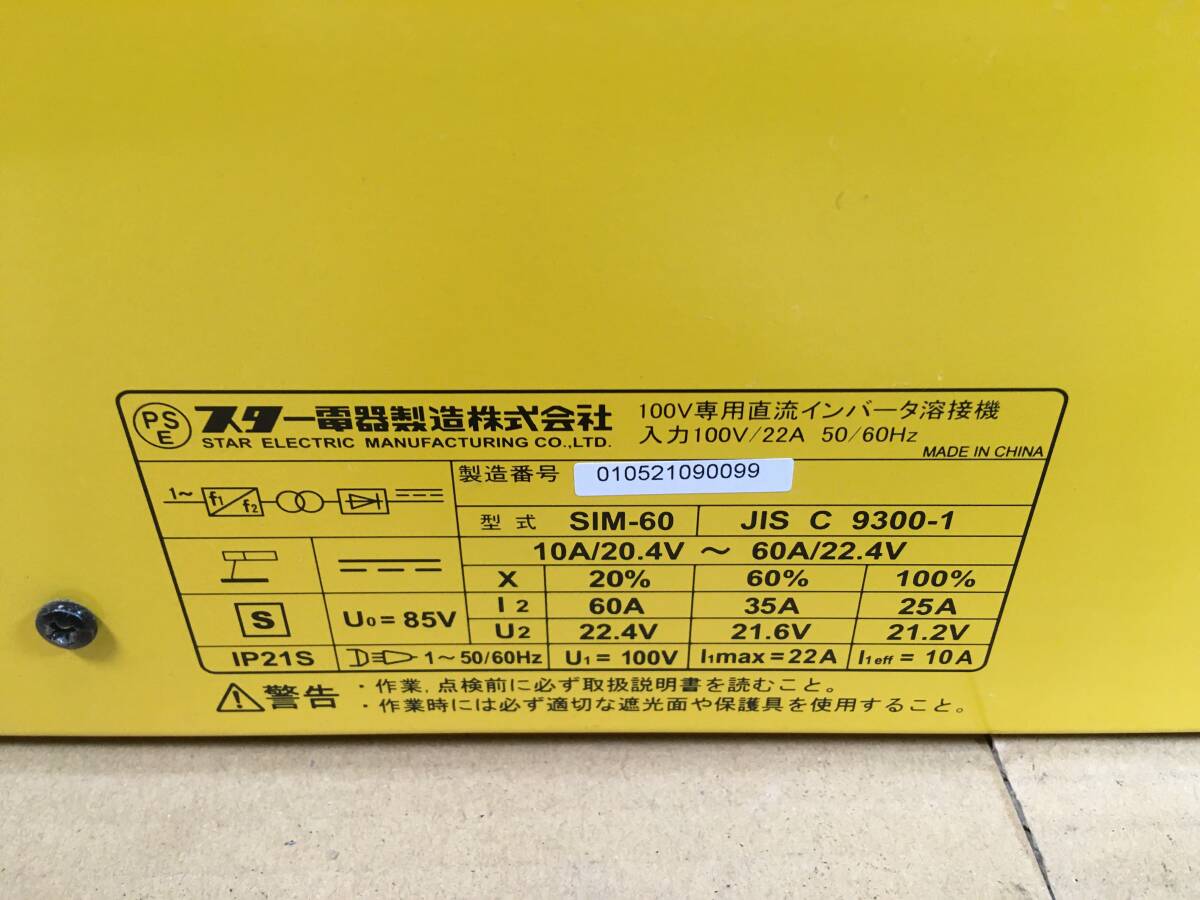 PS E
スター電器製造株式会社
STAR ELECTRIC MANUFACTURING CO.,LTD.
100V専用直流インバータ溶接機
入力100V/22A 50/60Hz
MADE IN CHINA
製造番号 010521090099
1~ f1 f2
型式 SIM-60 JIS C 9300-1
10A/20.4V ~ 60A/22.4V
X 20% 60% 100%
S U0=85V I2 60A 35A 25A
U2 22.4V 21.6V 21.2V
IP21S 1~50/60Hz U1=100V I1max=22A I1eff=10A
警告 ・作業,点検前に必ず取扱説明書を読むこと。
・作業時には必ず適切な遮光面や保護具を使用すること。